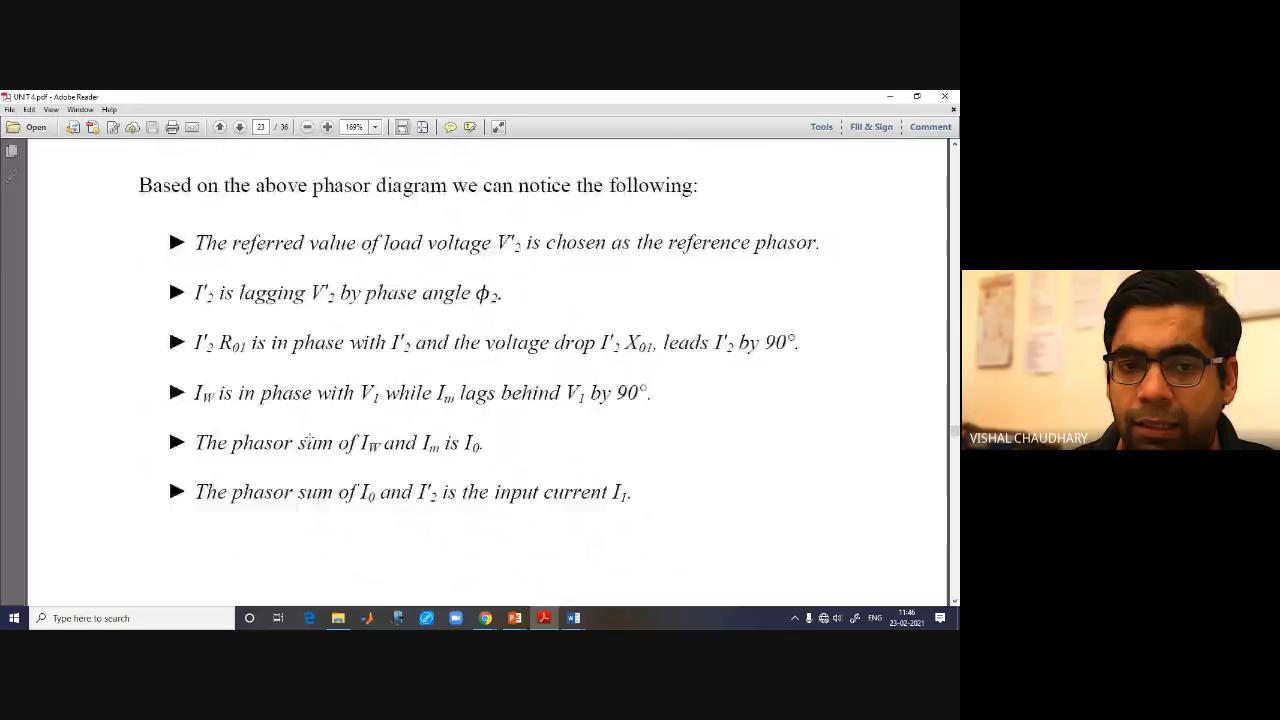 UNIT 4.pdf - Adobe Reader
File Edit View Window Help
Open 23 / 36 169% Tools Fill & Sign Comment
Based on the above phasor diagram we can notice the following:
► The referred value of load voltage V'₂ is chosen as the reference phasor.
► I'₂ is lagging V'₂ by phase angle ϕ₂.
► I'₂ R₀₁ is in phase with I'₂ and the voltage drop I'₂ X₀₁, leads I'₂ by 90°.
► I_W is in phase with V₁ while I_m lags behind V₁ by 90°.
► The phasor sum of I_W and I_m is I₀.
► The phasor sum of I₀ and I'₂ is the input current I₁.
VISHAL CHAUDHARY
Type here to search
ENG
11:46
23-02-2021